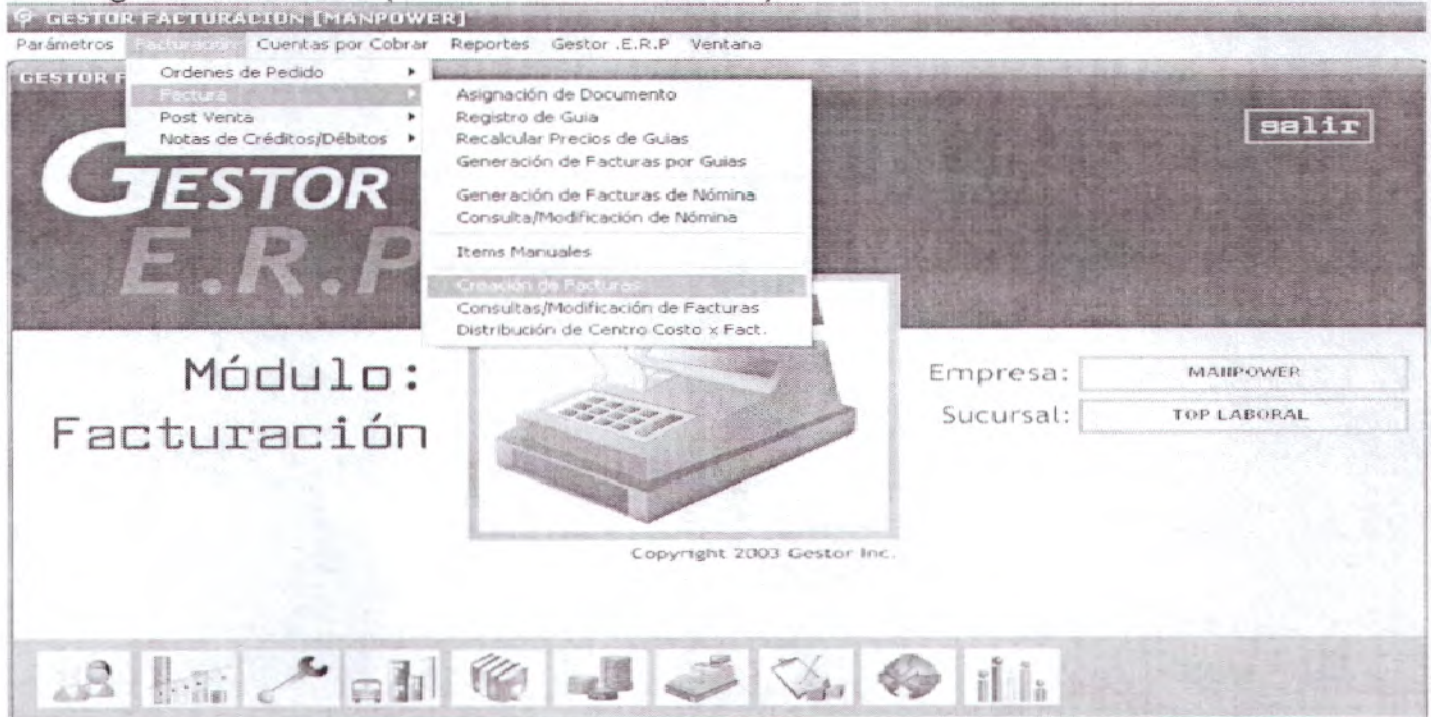 GESTOR FACTURACION [MANPOWER]
Parámetros Facturación Cuentas por Cobrar Reportes Gestor .E.R.P Ventana
GESTOR F
Ordenes de Pedido
Factura
Post Venta
Notas de Créditos/Débitos
Asignación de Documento
Registro de Guia
Recalcular Precios de Guias
Generación de Facturas por Guias
Generación de Facturas de Nómina
Consulta/Modificación de Nómina
Items Manuales
Creación de Facturas
Consultas/Modificación de Facturas
Distribución de Centro Costo x Fact.
salir
GESTOR
E.R.P
Módulo:
Facturación
Empresa: MANPOWER
Sucursal: TOP LABORAL
Copyright 2003 Gestor Inc.